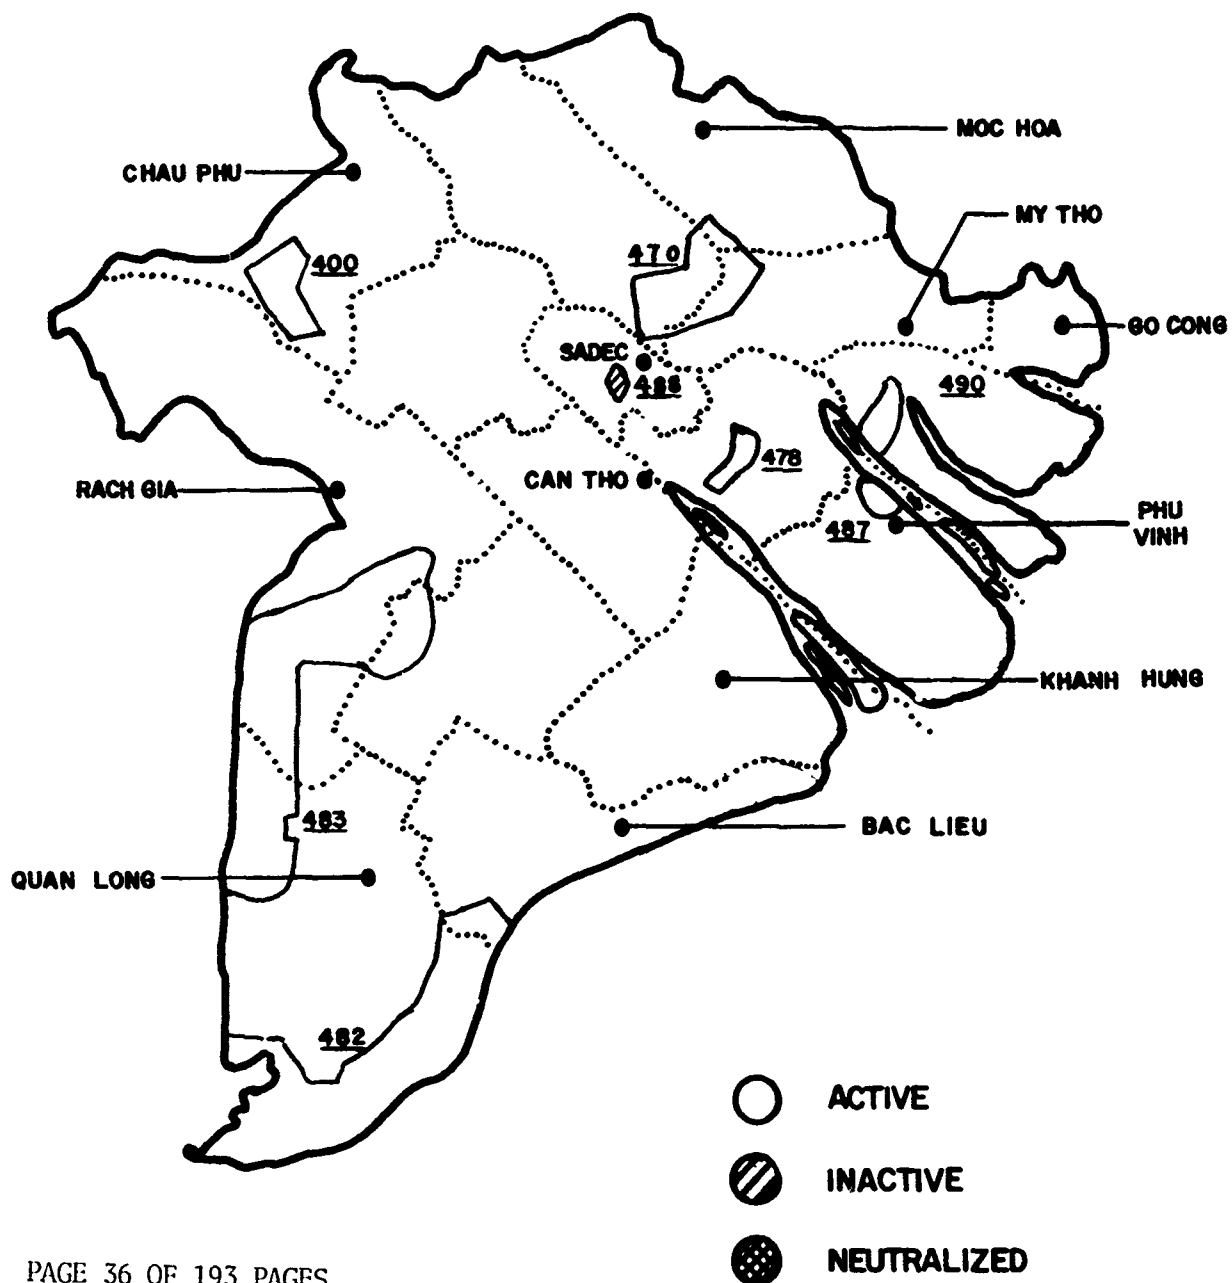 MOC HOA
CHAU PHU
MY THO
400
470
GO CONG
SADEC
490
478
CAN THO
RACH GIA
PHU
VINH
487
KHANH HUNG
483
BAC LIEU
QUAN LONG
482
ACTIVE
INACTIVE
NEUTRALIZED
PAGE 36 OF 193 PAGES